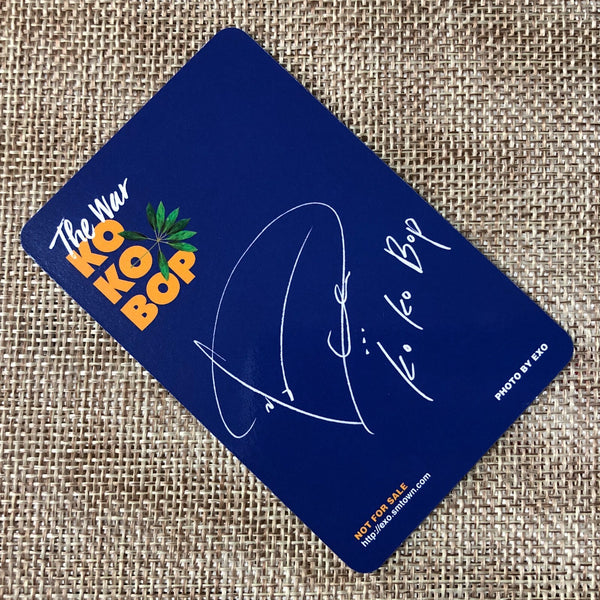 The War
KO
KO
BOP
Ko Ko Bop
PHOTO BY EXO
NOT FOR SALE
http://exo.smtown.com